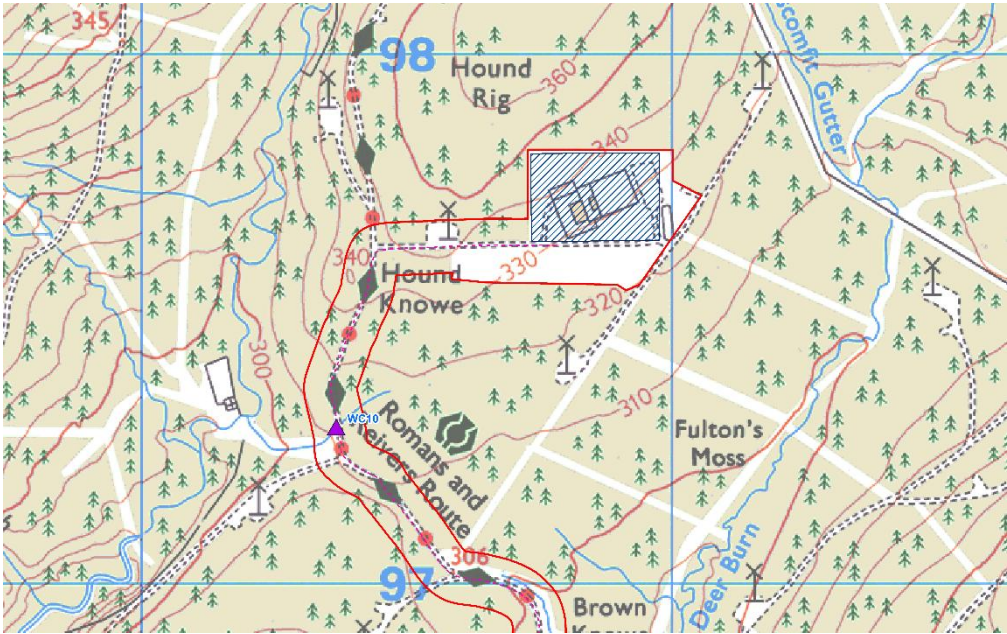 345
98
Hound
Rig
360
scomfit Gutter
340
340
330
Hound
Knowe
320
300
310
WC10
Romans and
Reivers Route
Fulton's
Moss
306
97
Deer Burn
Brown